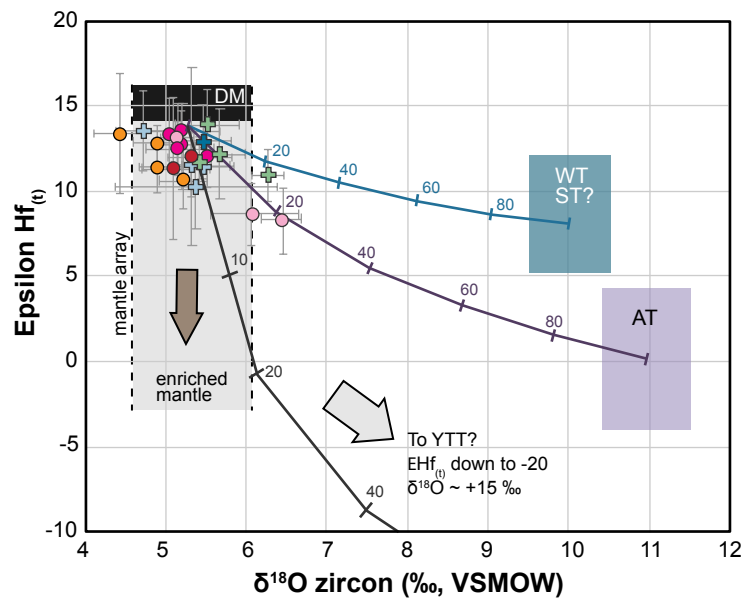 20
15
10
5
0
-5
-10
Epsilon Hf(t)
DM
mantle array
enriched
mantle
20
40
60
80
WT
ST?
20
40
60
80
AT
10
20
40
To YTT?
EHf(t) down to -20
δ18O ~ +15 ‰
4
5
6
7
8
9
10
11
12
δ18O zircon (‰, VSMOW)